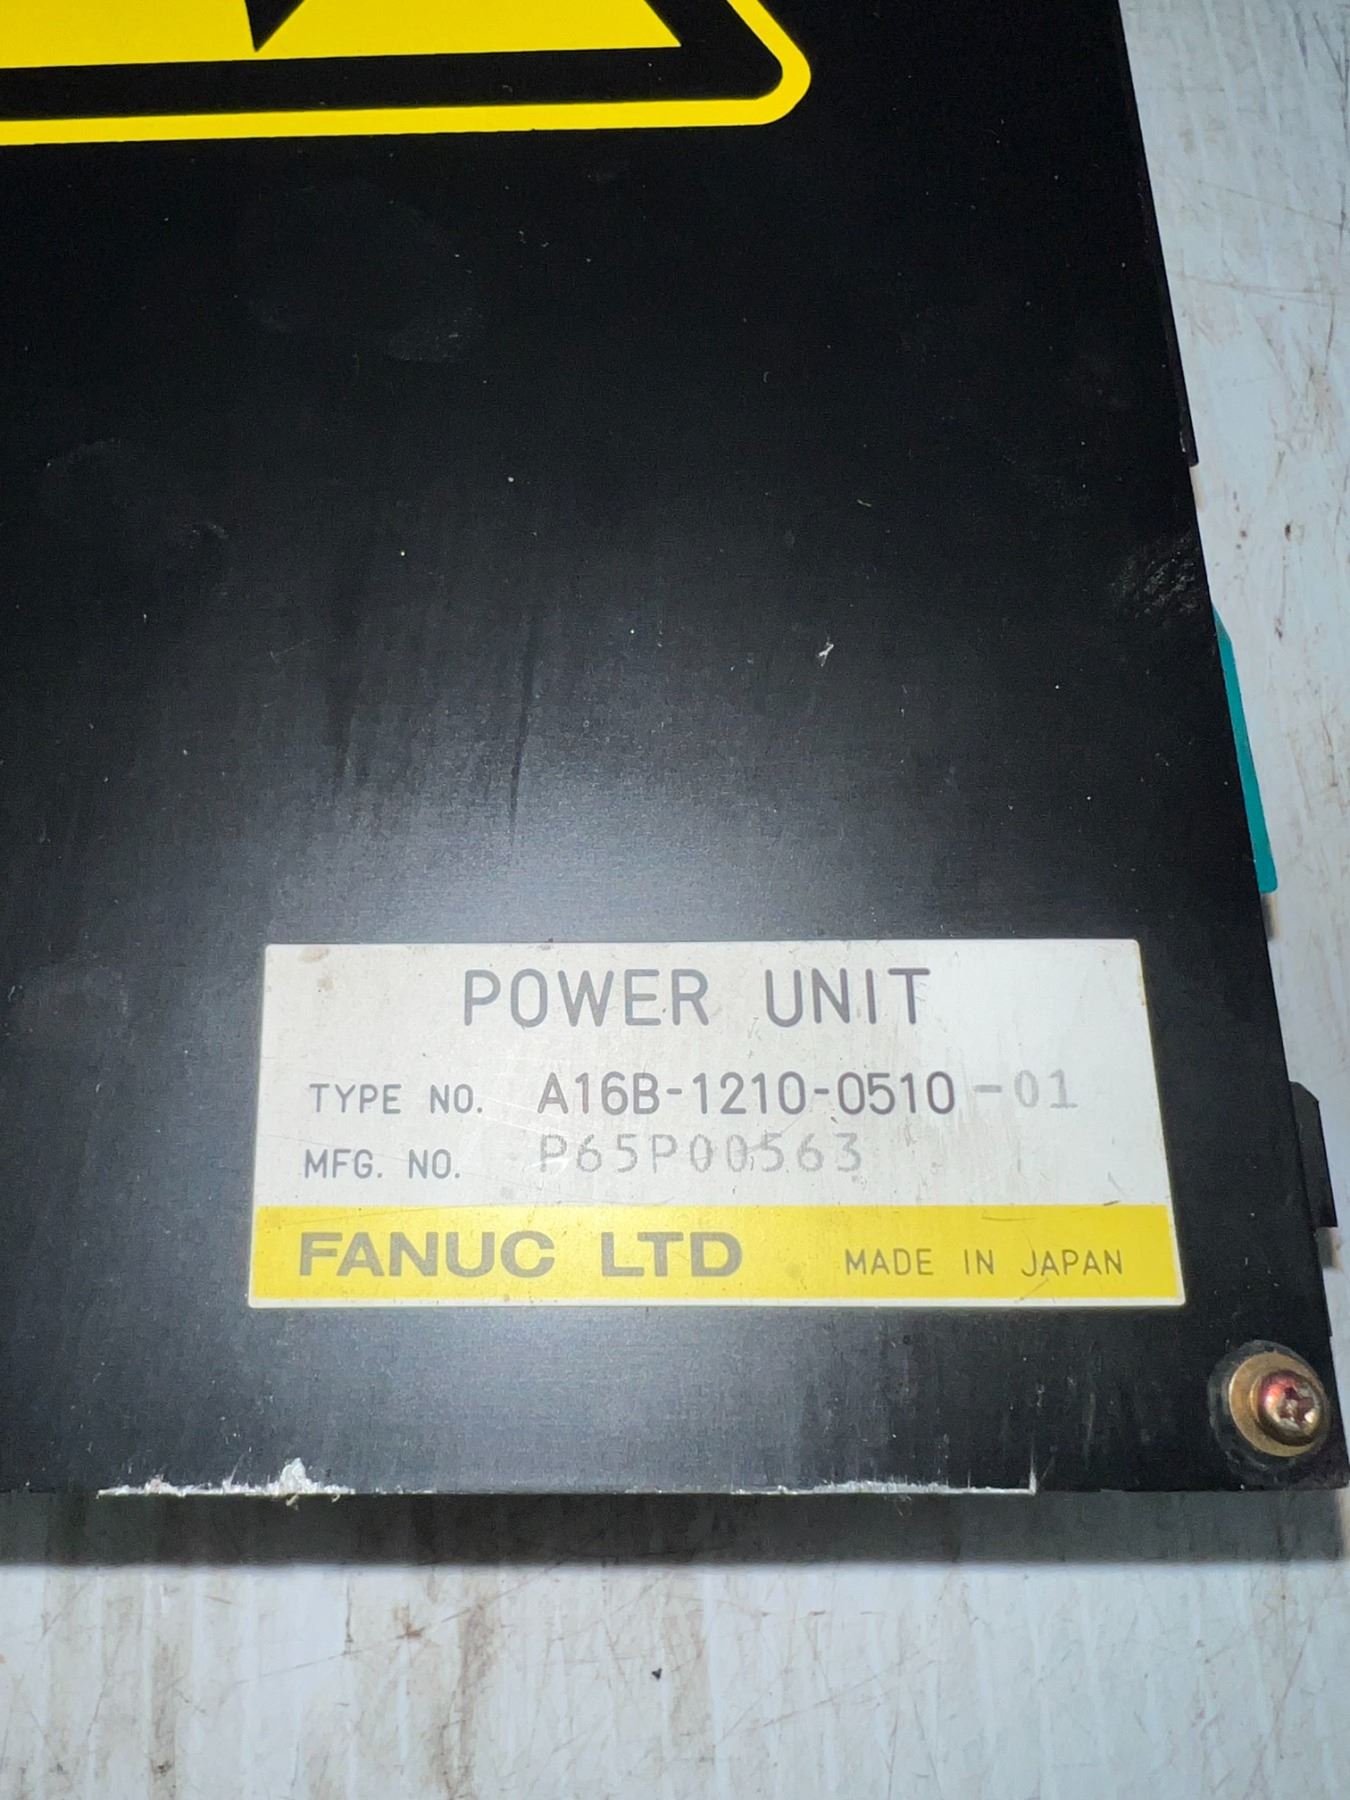 POWER UNIT
TYPE NO. A16B-1210-0510-01
MFG. NO. P65P00563
FANUC LTD MADE IN JAPAN